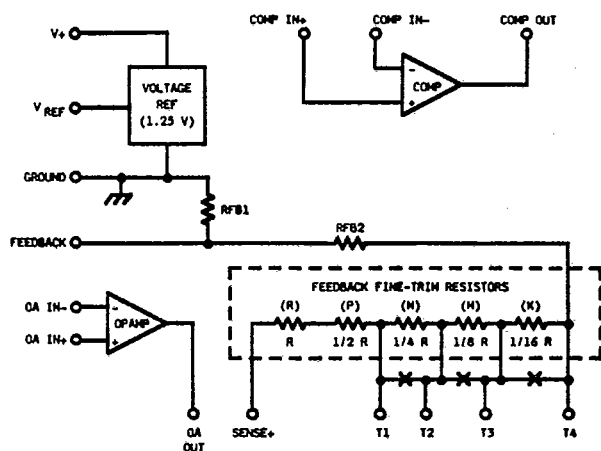 V+
COMP IN+
COMP IN-
COMP OUT
VOLTAGE
REF
(1.25 V)
-
COMP
+
V REF
GROUND
RFB1
FEEDBACK
RFB2
FEEDBACK FINE-TRIM RESISTORS
(R) (P) (N) (M) (K)
R 1/2 R 1/4 R 1/8 R 1/16 R
OA IN-
-
OPAMP
OA IN+
+
OA
OUT
SENSE+
T1
T2
T3
T4